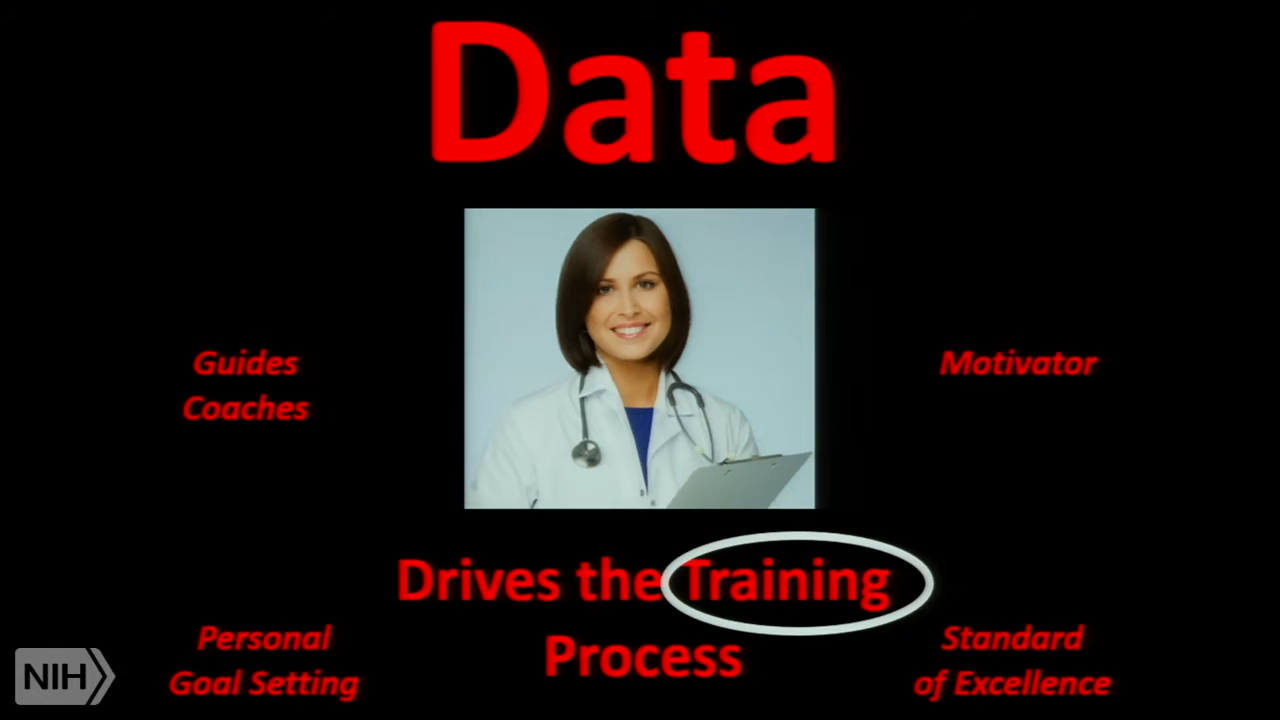 Data
Guides
Coaches
Motivator
Drives the Training
Process
Personal
Goal Setting
Standard
of Excellence
NIH